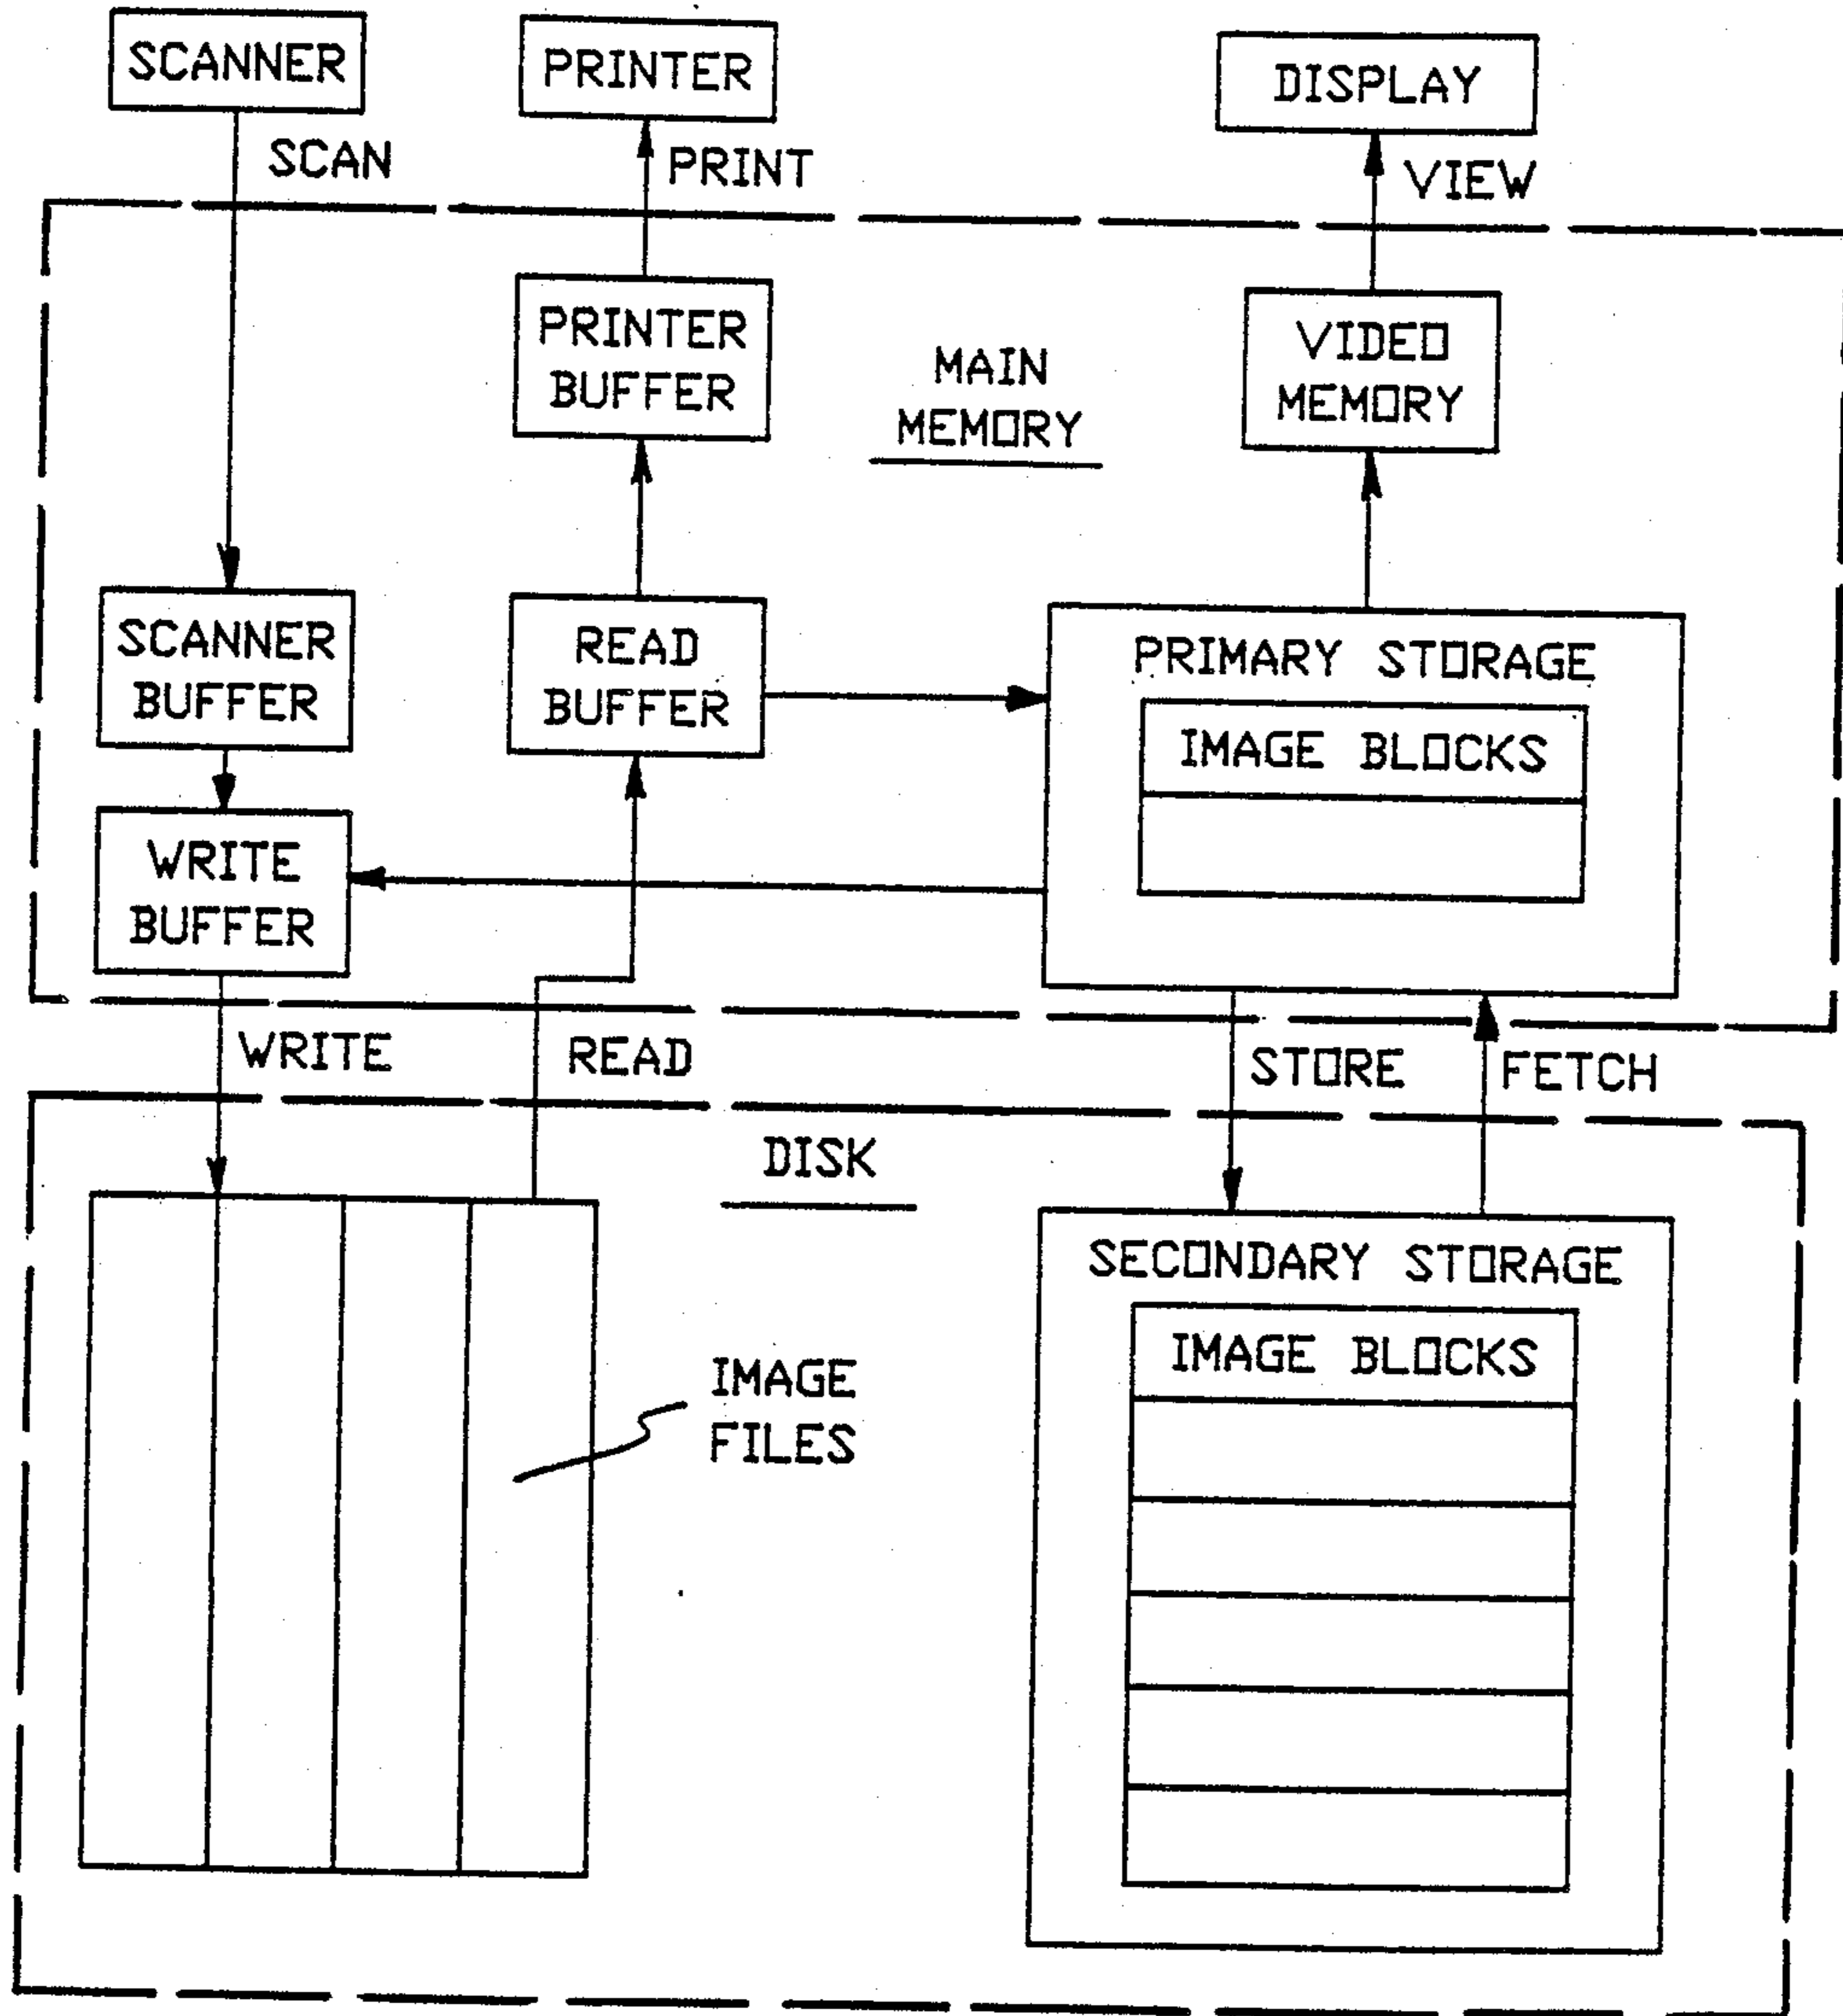 SCANNER
PRINTER
DISPLAY
SCAN
PRINT
VIEW
PRINTER
BUFFER
MAIN
MEMORY
VIDEO
MEMORY
SCANNER
BUFFER
READ
BUFFER
PRIMARY STORAGE
IMAGE BLOCKS
WRITE
BUFFER
WRITE
READ
STORE
FETCH
DISK
SECONDARY STORAGE
IMAGE BLOCKS
IMAGE
FILES